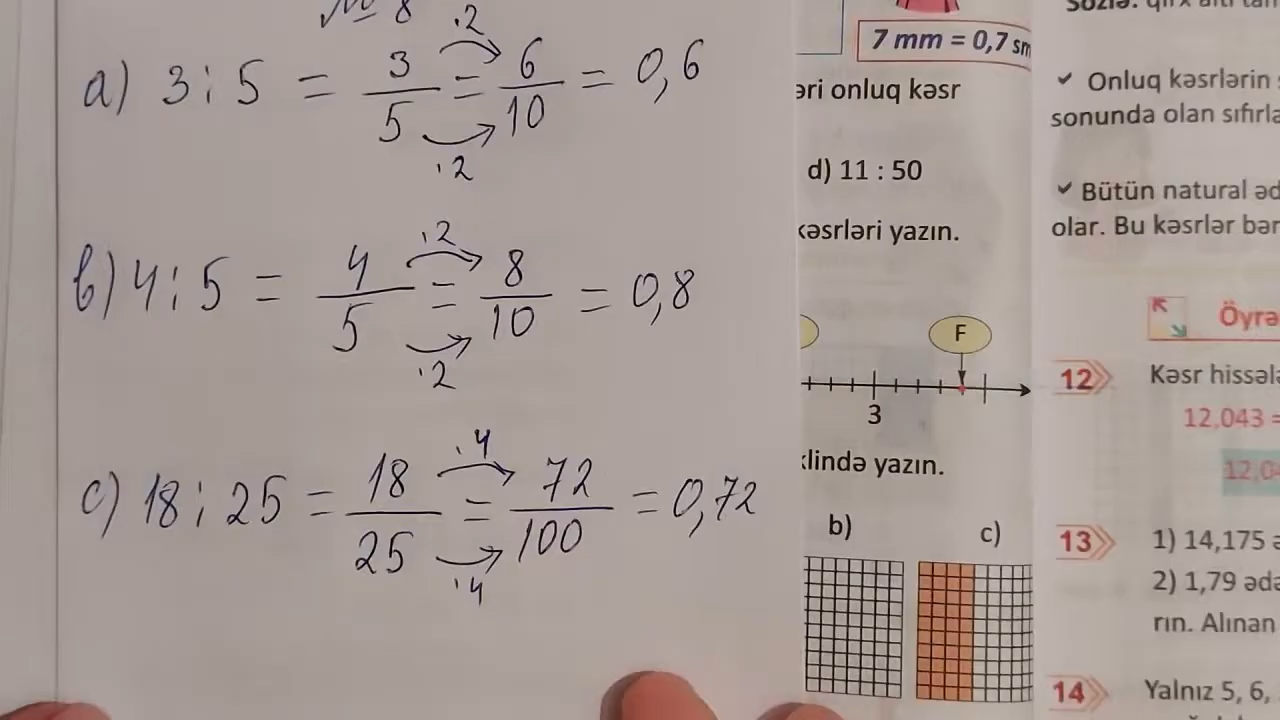 № 8
a) 3 : 5 = 3/5 = 6/10 = 0,6
·2
·2
b) 4 : 5 = 4/5 = 8/10 = 0,8
·2
·2
c) 18 : 25 = 18/25 = 72/100 = 0,72
·4
·4
7 mm = 0,7 sm
əri onluq kəsr
d) 11 : 50
kəsrləri yazın.
F
3
klində yazın.
b)
c)
Onluq kəsrlərin
sonunda olan sıfırla
Bütün natural əd
olar. Bu kəsrlər bər
Öyrə
12
Kəsr hissələ
12,043 =
12,04
13
1) 14,175 ə
2) 1,79 ədə
rın. Alınan
14
Yalnız 5, 6,